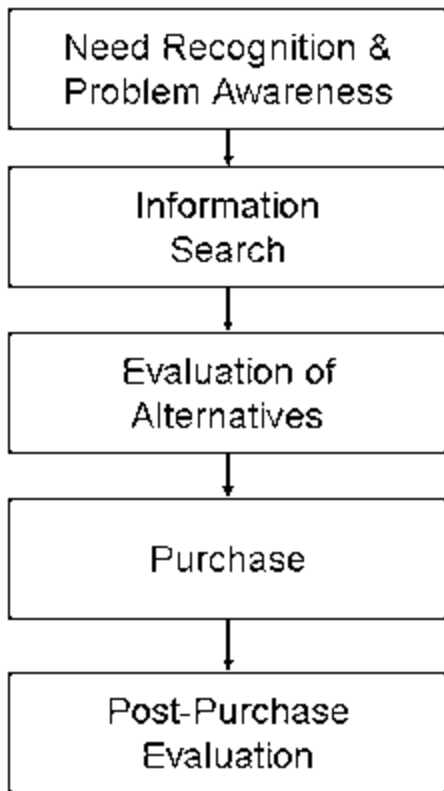 Need Recognition &
Problem Awareness
Information
Search
Evaluation of
Alternatives
Purchase
Post-Purchase
Evaluation